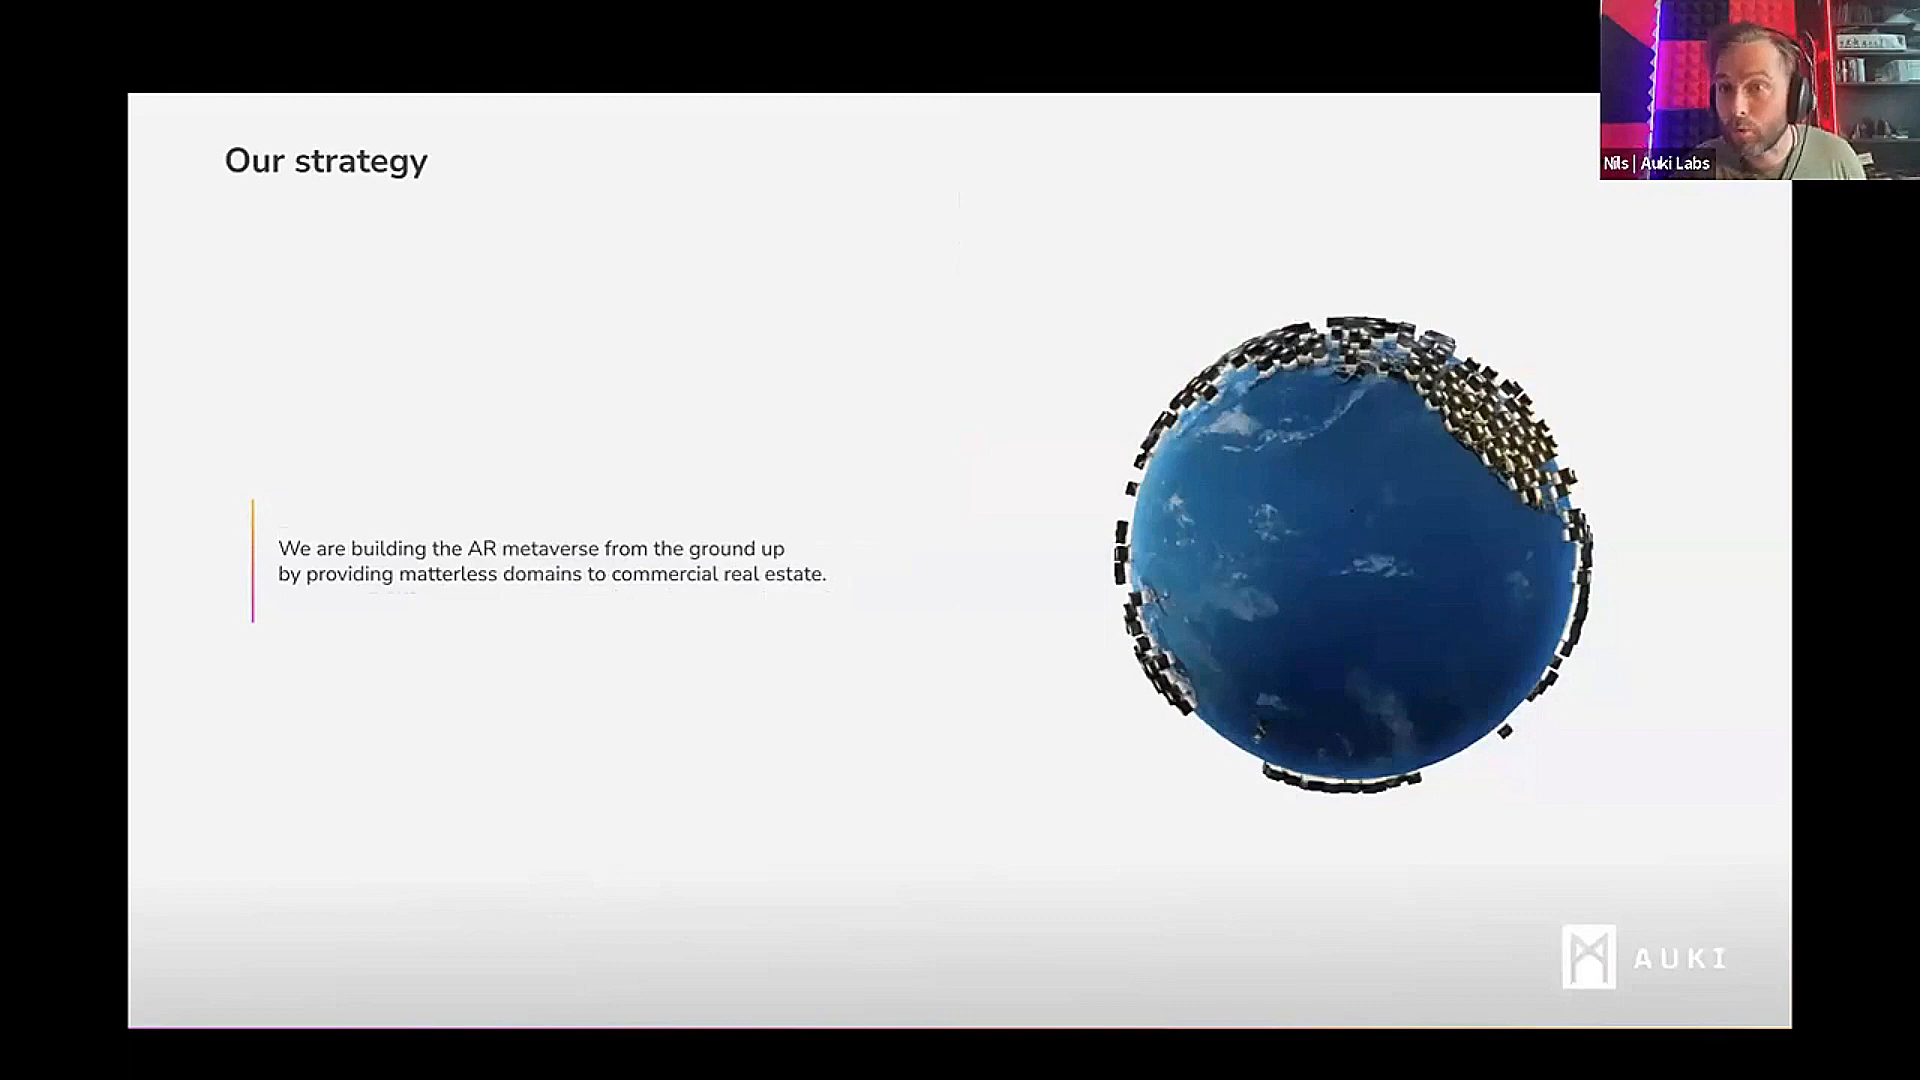 Our strategy
Nils | Auki Labs
We are building the AR metaverse from the ground up
by providing matterless domains to commercial real estate.
AUKI